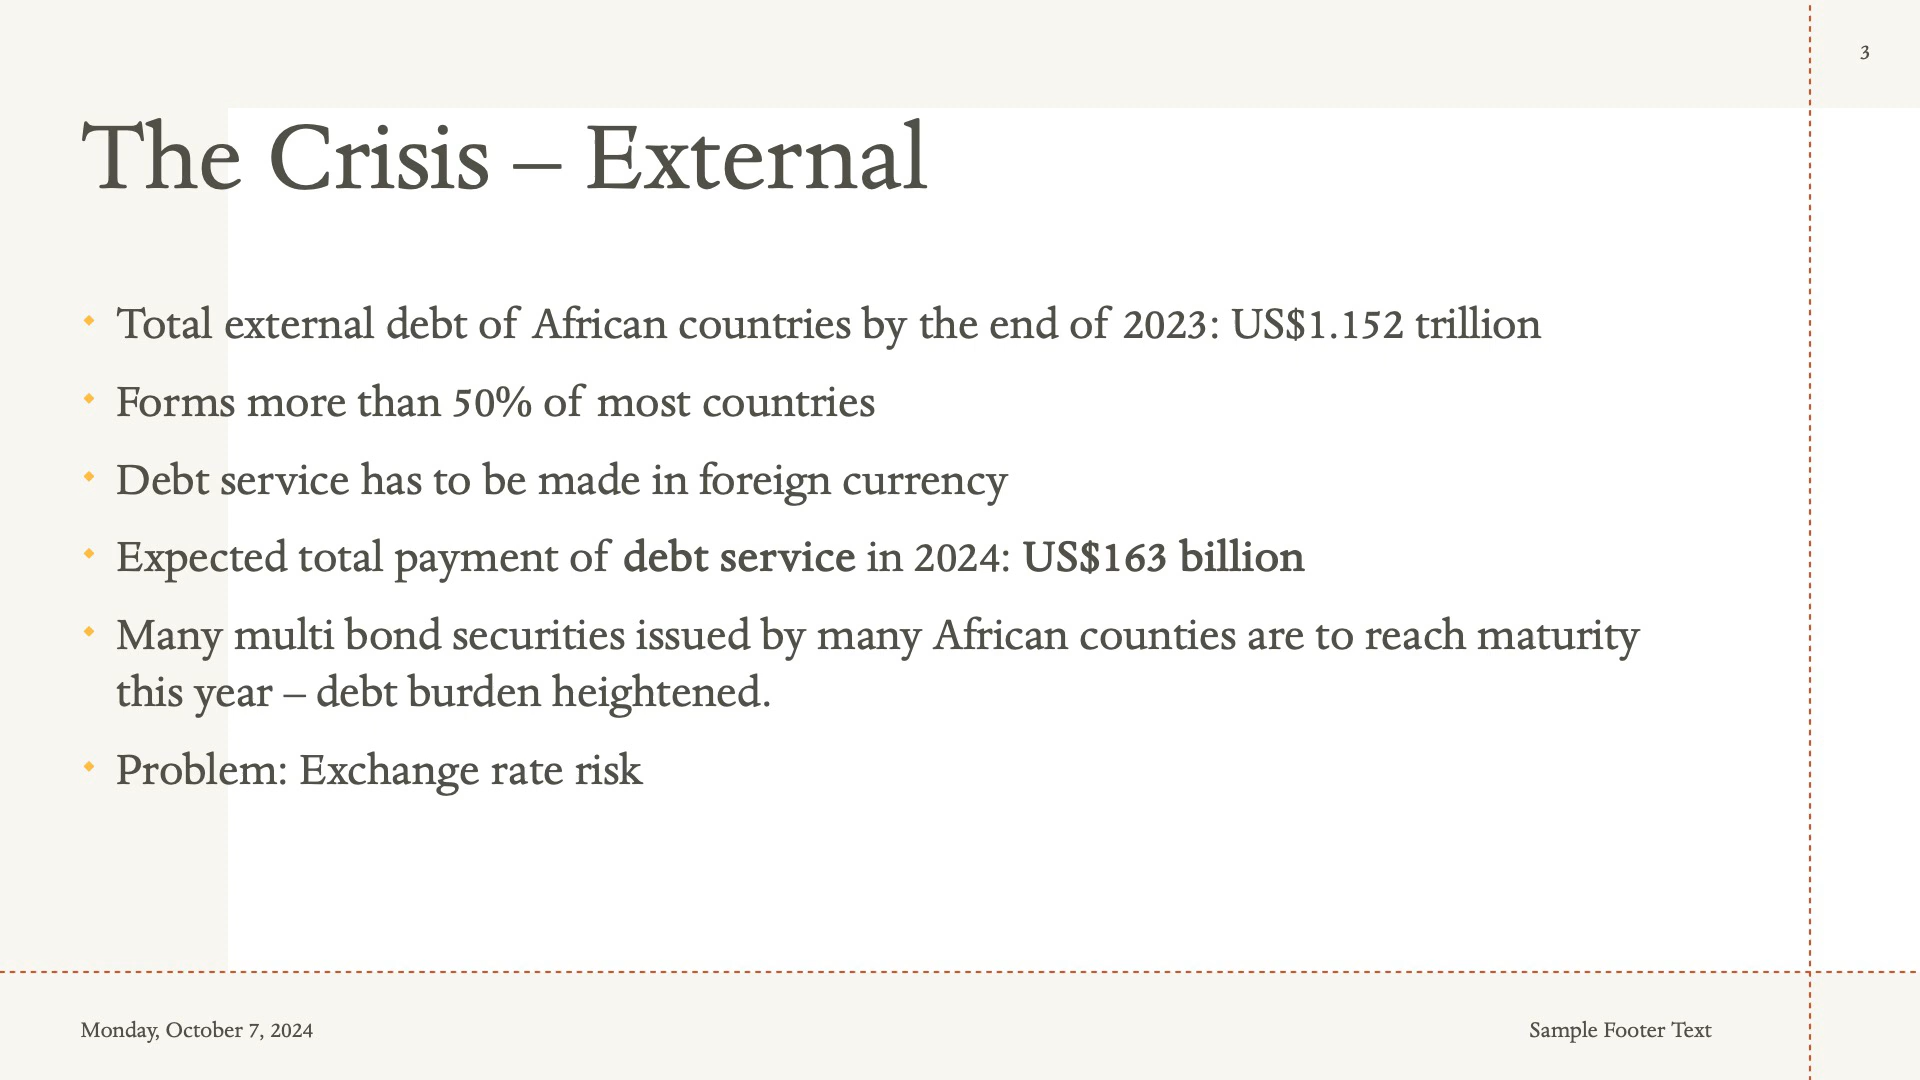 3
The Crisis – External
Total external debt of African countries by the end of 2023: US$1.152 trillion
Forms more than 50% of most countries
Debt service has to be made in foreign currency
Expected total payment of debt service in 2024: US$163 billion
Many multi bond securities issued by many African counties are to reach maturity
this year – debt burden heightened.
Problem: Exchange rate risk
Monday, October 7, 2024
Sample Footer Text